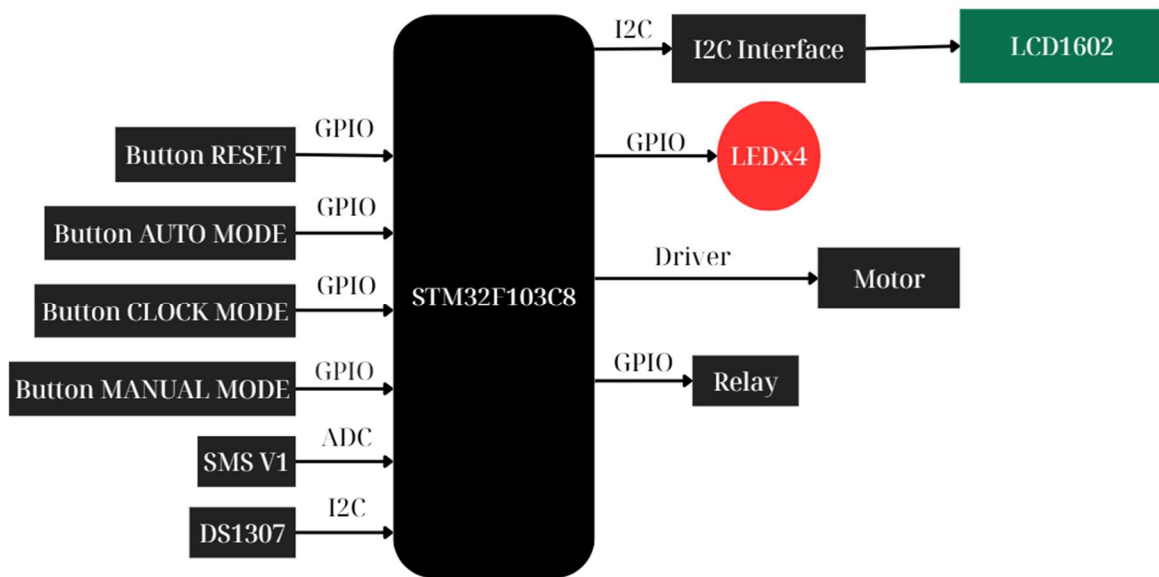 I2C
I2C Interface
LCD1602
GPIO
Button RESET
GPIO
LEDx4
GPIO
Button AUTO MODE
Driver
Motor
GPIO
Button CLOCK MODE
STM32F103C8
GPIO
Button MANUAL MODE
GPIO
Relay
ADC
SMS V1
I2C
DS1307